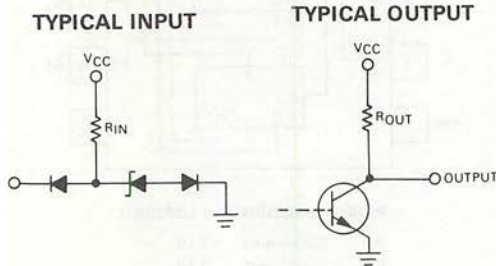 TYPICAL INPUT
TYPICAL OUTPUT
VCC
RIN
VCC
ROUT
OUTPUT